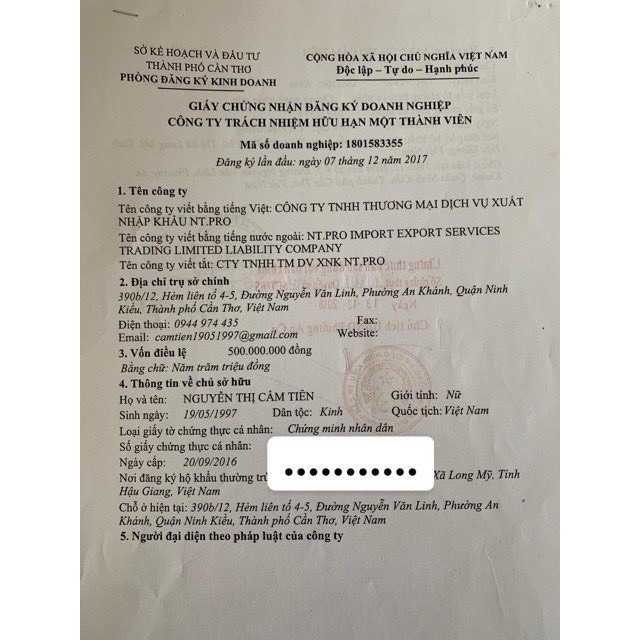 SỞ KẾ HOẠCH VÀ ĐẦU TƯ
THÀNH PHỐ CẦN THƠ
PHÒNG ĐĂNG KÝ KINH DOANH
CỘNG HÒA XÃ HỘI CHỦ NGHĨA VIỆT NAM
Độc lập – Tự do – Hạnh phúc
GIẤY CHỨNG NHẬN ĐĂNG KÝ DOANH NGHIỆP
CÔNG TY TRÁCH NHIỆM HỮU HẠN MỘT THÀNH VIÊN
Mã số doanh nghiệp: 1801583355
Đăng ký lần đầu: ngày 07 tháng 12 năm 2017
1. Tên công ty
Tên công ty viết bằng tiếng Việt: CÔNG TY TNHH THƯƠNG MẠI DỊCH VỤ XUẤT
NHẬP KHẨU NT.PRO
Tên công ty viết bằng tiếng nước ngoài: NT.PRO IMPORT EXPORT SERVICES
TRADING LIMITED LIABILITY COMPANY
Tên công ty viết tắt: CTY TNHH TM DV XNK NT.PRO
2. Địa chỉ trụ sở chính
390b/12, Hẻm liên tổ 4-5, Đường Nguyễn Văn Linh, Phường An Khánh, Quận Ninh
Kiều, Thành phố Cần Thơ, Việt Nam
Điện thoại: 0944 974 435 Fax:
Email: camtien19051997@gmail.com Website:
3. Vốn điều lệ 500.000.000 đồng
Bằng chữ: Năm trăm triệu đồng
4. Thông tin về chủ sở hữu
Họ và tên: NGUYỄN THỊ CẨM TIÊN Giới tính: Nữ
Sinh ngày: 19/05/1997 Dân tộc: Kinh Quốc tịch: Việt Nam
Loại giấy tờ chứng thực cá nhân: Chứng minh nhân dân
Số giấy chứng thực cá nhân:
Ngày cấp: 20/09/2016
Nơi đăng ký hộ khẩu thường Xã Long Mỹ, Tỉnh
Hậu Giang, Việt Nam
Chỗ ở hiện tại: 390b/12, Hẻm liên tổ 4-5, Đường Nguyễn Văn Linh, Phường An
Khánh, Quận Ninh Kiều, Thành phố Cần Thơ, Việt Nam
5. Người đại diện theo pháp luật của công ty